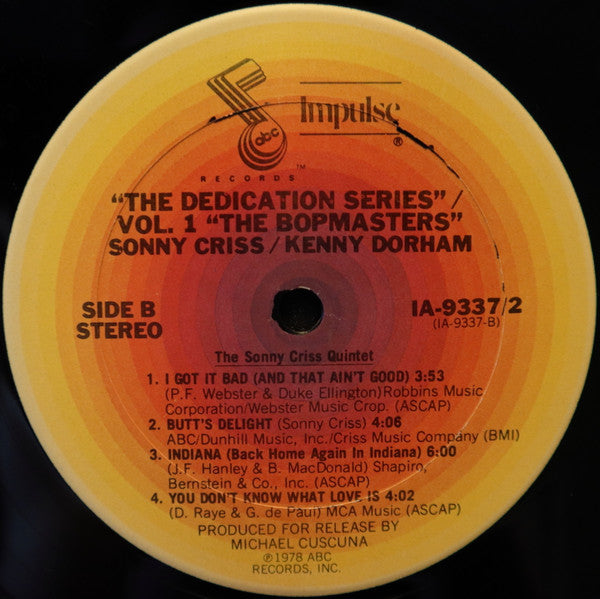 abc
RECORDS™
Impulse®
"THE DEDICATION SERIES"/
VOL. 1 "THE BOPMASTERS"
SONNY CRISS/KENNY DORHAM
SIDE B
STEREO
IA-9337/2
(IA-9337-B)
The Sonny Criss Quintet
1. I GOT IT BAD (AND THAT AIN'T GOOD) 3:53
(P.F. Webster & Duke Ellington)Robbins Music
Corporation/Webster Music Crop. (ASCAP)
2. BUTT'S DELIGHT (Sonny Criss) 4:06
ABC/Dunhill Music, Inc./Criss Music Company (BMI)
3. INDIANA (Back Home Again In Indiana) 6:00
(J.F. Hanley & B. MacDonald) Shapiro,
Bernstein & Co., Inc. (ASCAP)
4. YOU DON'T KNOW WHAT LOVE IS 4:02
(D. Raye & G. de Paul) MCA Music (ASCAP)
PRODUCED FOR RELEASE BY
MICHAEL CUSCUNA
℗1978 ABC
RECORDS, INC.